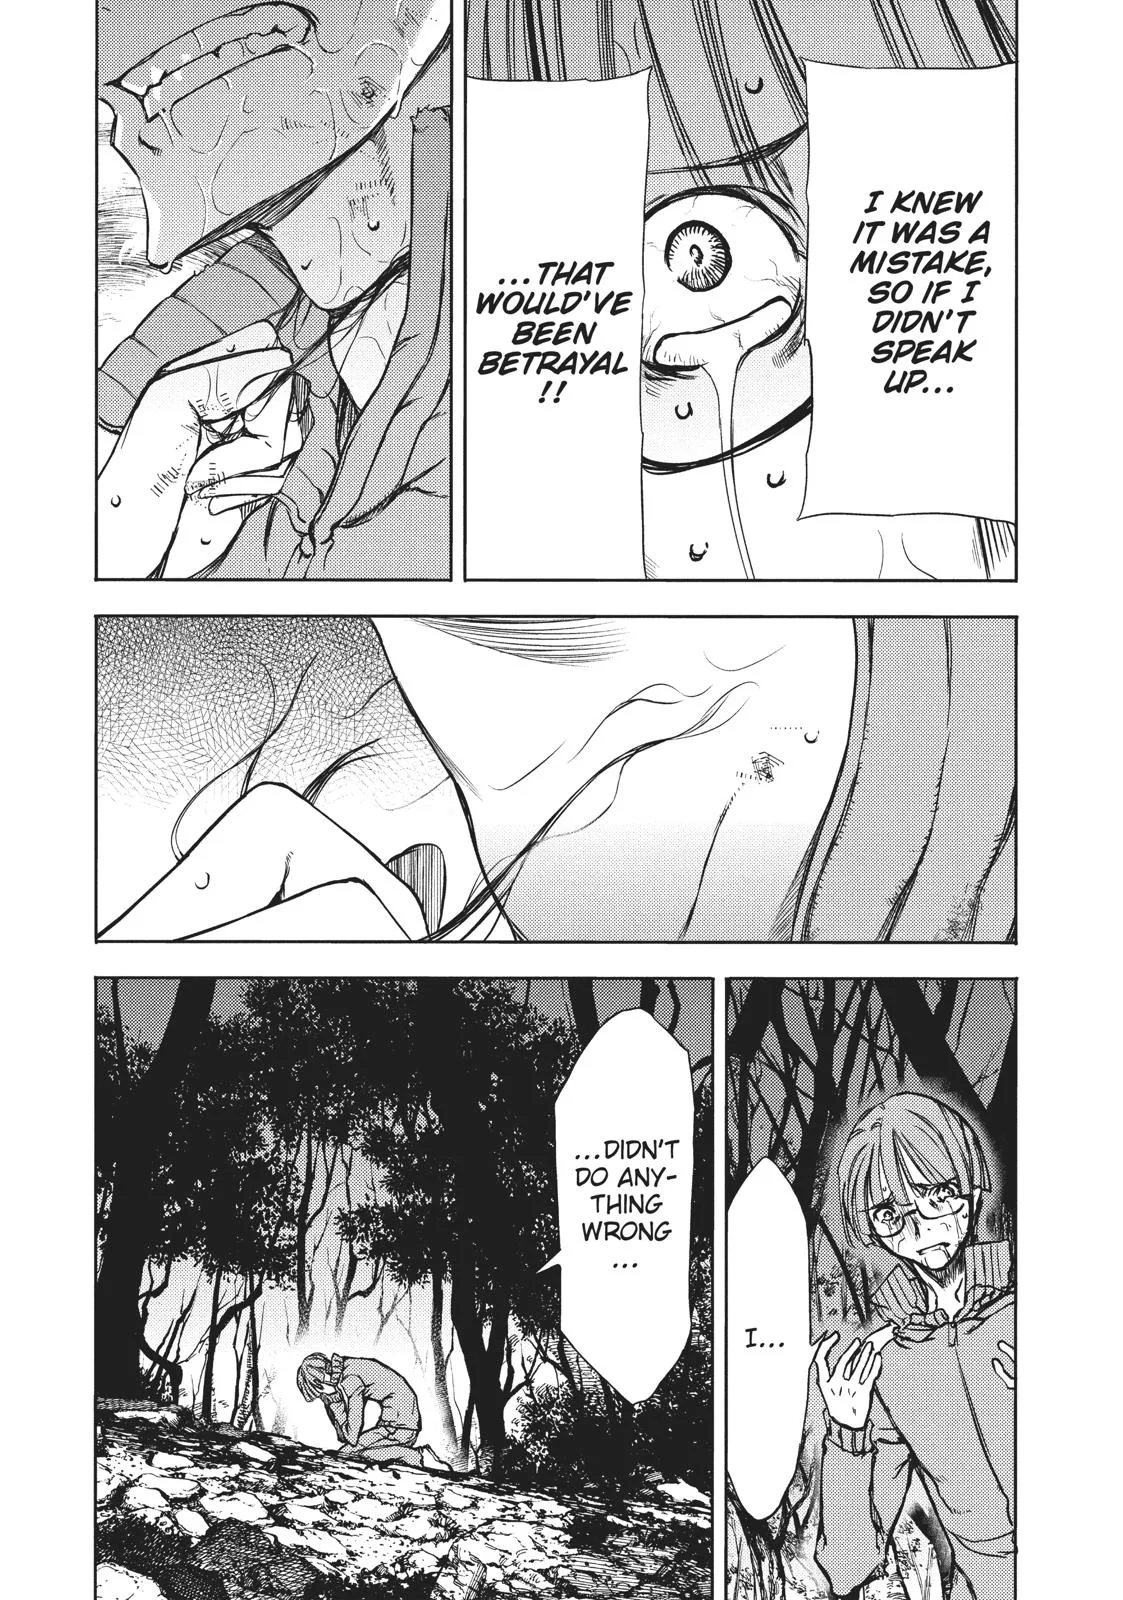 I KNEW
IT WAS A
MISTAKE,
SO IF I
DIDN'T
SPEAK
UP...
...THAT
WOULD'VE
BEEN
BETRAYAL
!!
I...
...DIDN'T
DO ANY-
THING
WRONG
...